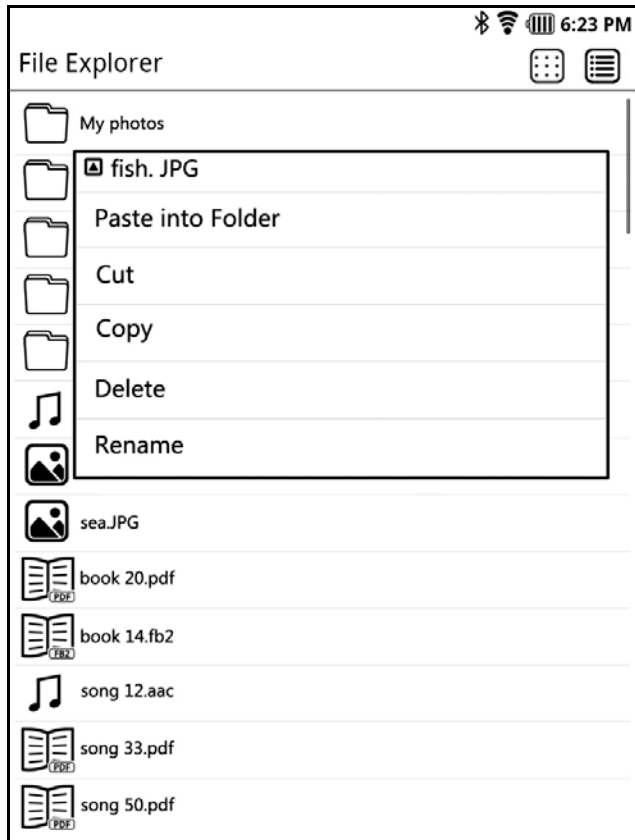 6:23 PM
File Explorer
My photos
fish. JPG
Paste into Folder
Cut
Copy
Delete
Rename
sea.JPG
book 20.pdf
PDF
book 14.fb2
FB2
song 12.aac
song 33.pdf
PDF
song 50.pdf
PDF